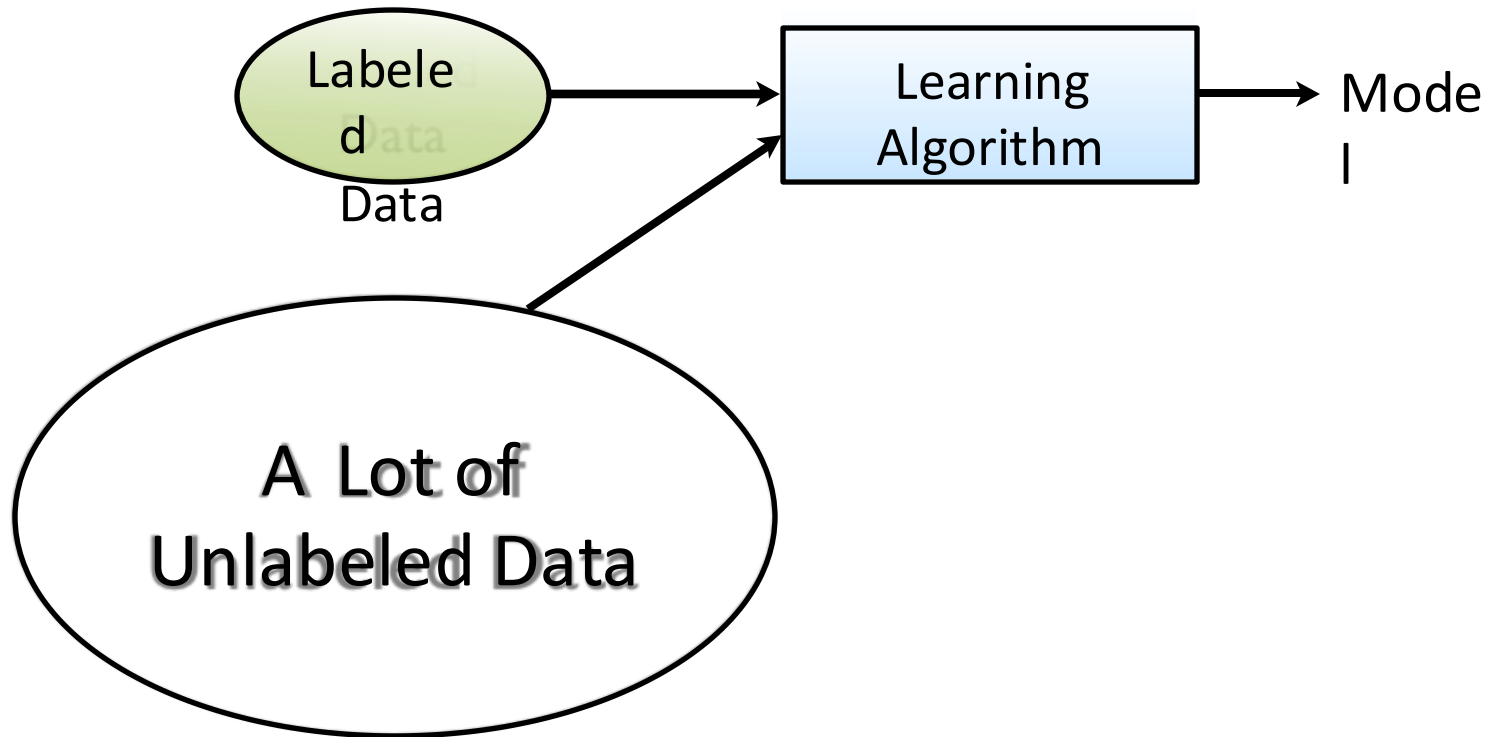 Labele
d
Data
Learning
Algorithm
Mode
l
A Lot of
Unlabeled Data